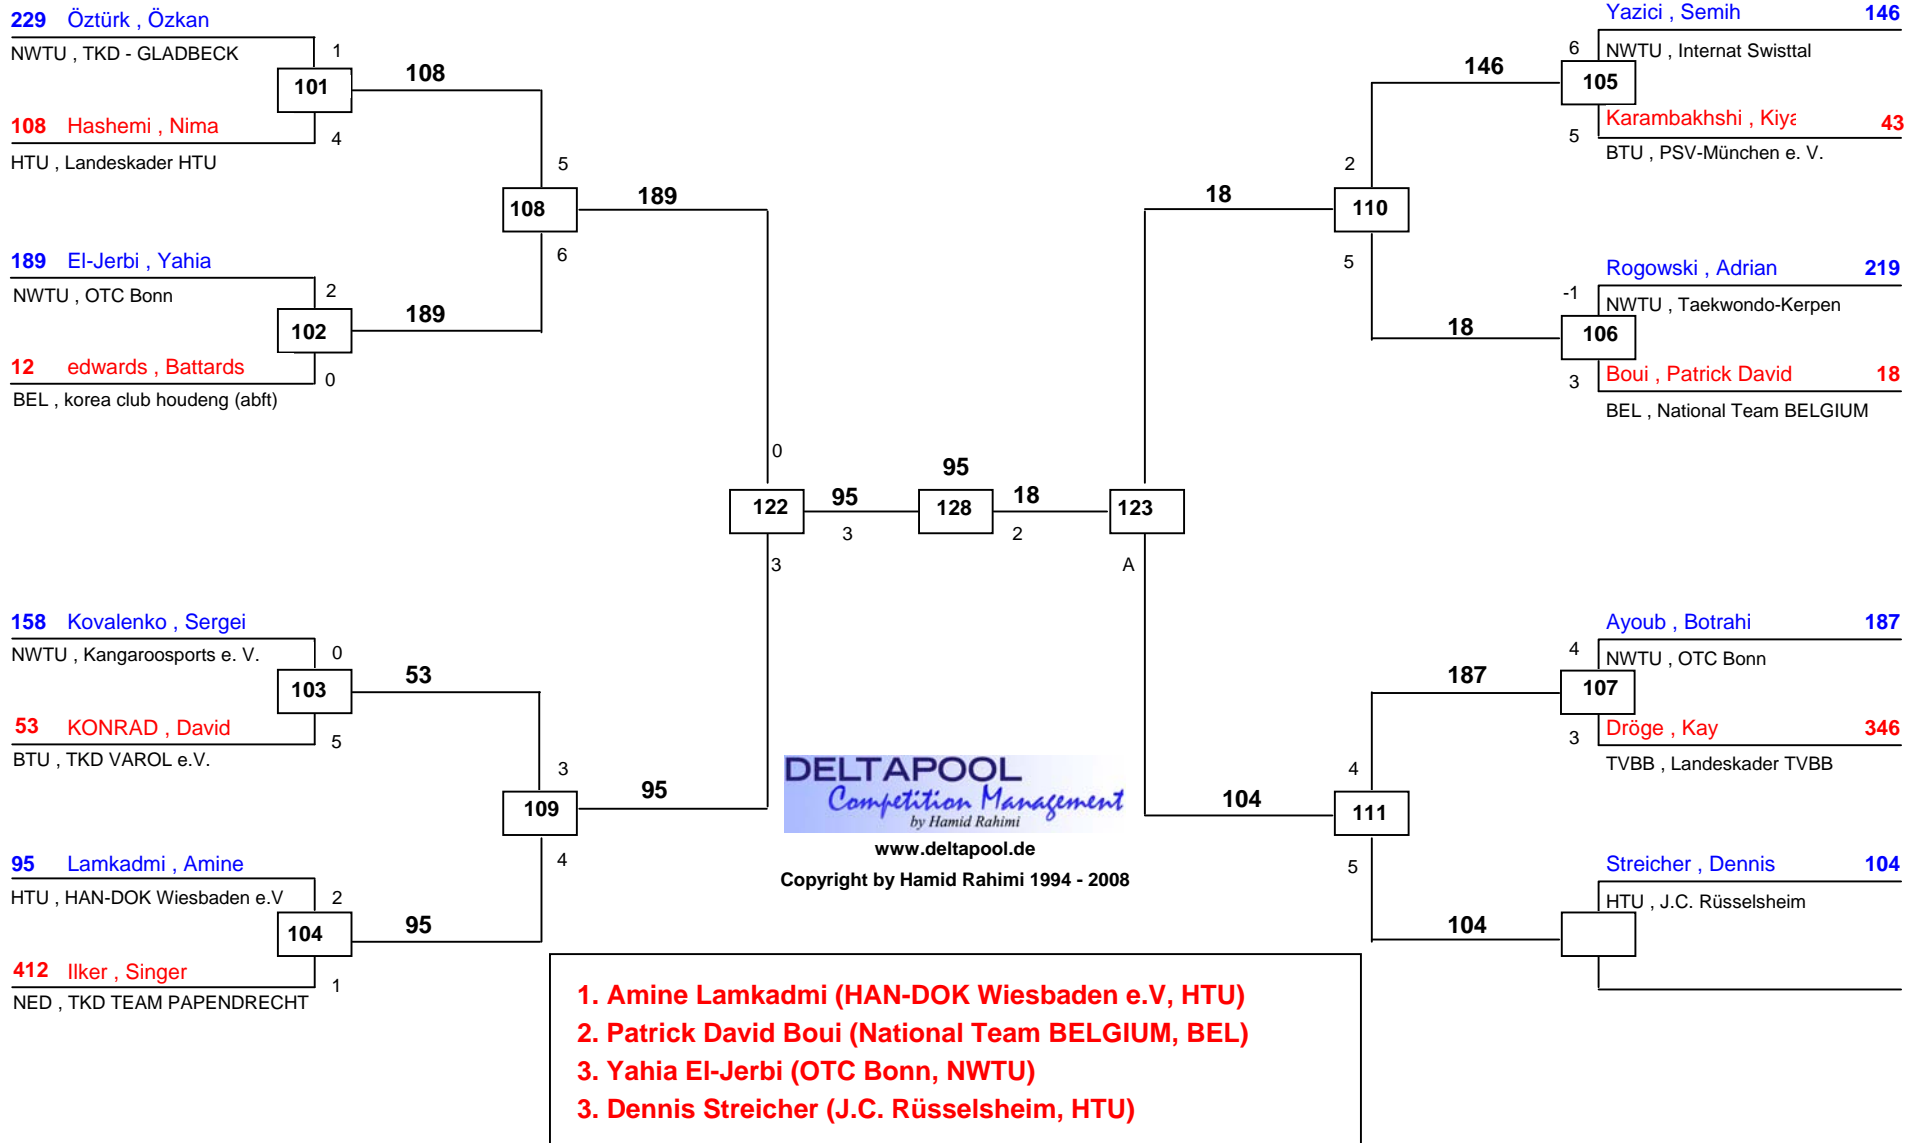 229 Öztürk , Özkan
NWTU , TKD - GLADBECK
1
101
108
108 Hashemi , Nima
4
HTU , Landeskader HTU
5
108
189
6
189 El-Jerbi , Yahia
NWTU , OTC Bonn
2
102
189
12 edwards , Battards
0
BEL , korea club houdeng (abft)
0
122
95
3
3
95
128
18
2
123
A
158 Kovalenko , Sergei
NWTU , Kangaroosports e. V.
0
103
53
53 KONRAD , David
5
BTU , TKD VAROL e.V.
3
109
95
4
95 Lamkadmi , Amine
HTU , HAN-DOK Wiesbaden e.V
2
104
95
412 Ilker , Singer
1
NED , TKD TEAM PAPENDRECHT
Yazici , Semih 146
6
NWTU , Internat Swisttal
146
105
Karambakhshi , Kiya 43
5
BTU , PSV-München e. V.
2
18
110
5
Rogowski , Adrian 219
-1
NWTU , Taekwondo-Kerpen
18
106
3
Boui , Patrick David 18
BEL , National Team BELGIUM
Ayoub , Botrahi 187
4
NWTU , OTC Bonn
187
107
3
Dröge , Kay 346
TVBB , Landeskader TVBB
4
104
111
5
Streicher , Dennis 104
HTU , J.C. Rüsselsheim
104
DELTAPOOL
Competition Management
by Hamid Rahimi
www.deltapool.de
Copyright by Hamid Rahimi 1994 - 2008
1. Amine Lamkadmi (HAN-DOK Wiesbaden e.V, HTU)
2. Patrick David Boui (National Team BELGIUM, BEL)
3. Yahia El-Jerbi (OTC Bonn, NWTU)
3. Dennis Streicher (J.C. Rüsselsheim, HTU)